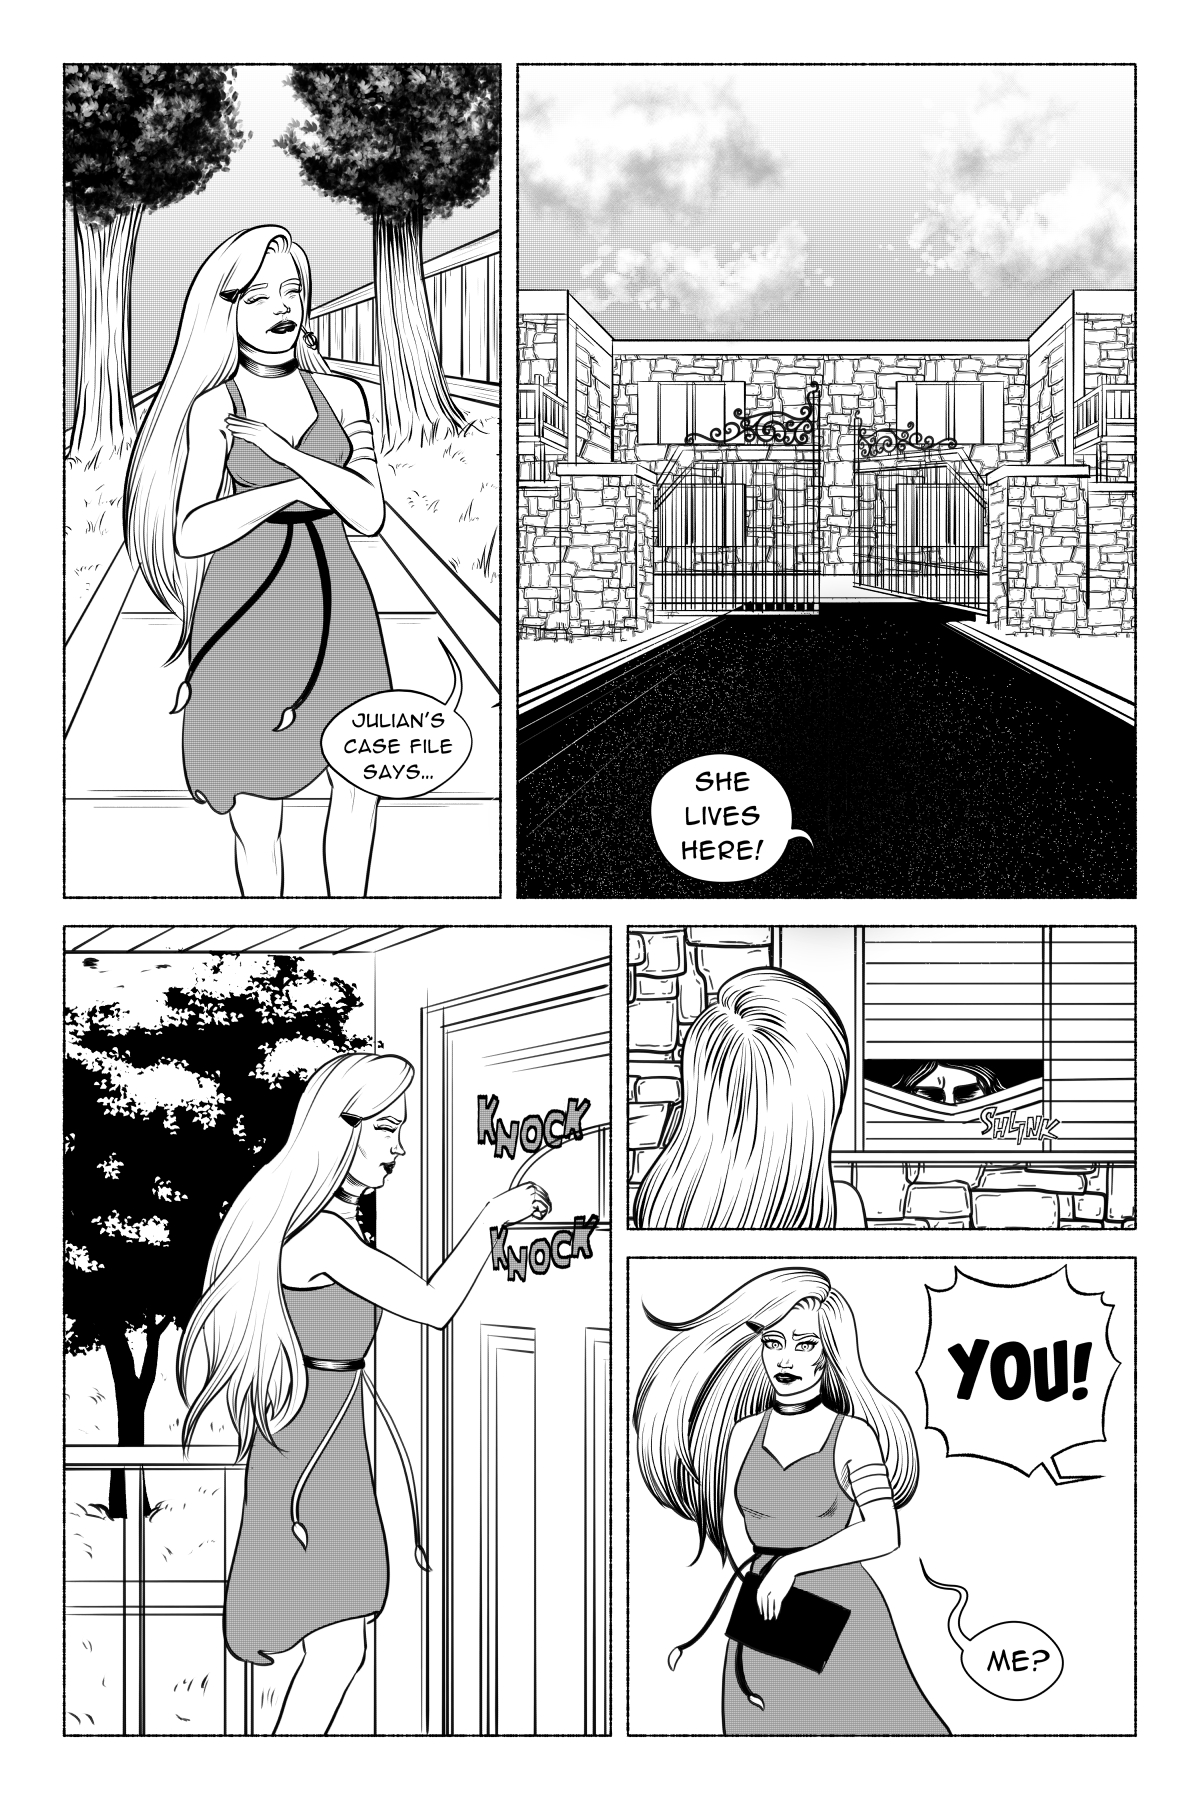 JULIAN'S
CASE FILE
SAYS...
SHE
LIVES
HERE!
KNOCK
KNOCK
SHLINK
YOU!
ME?